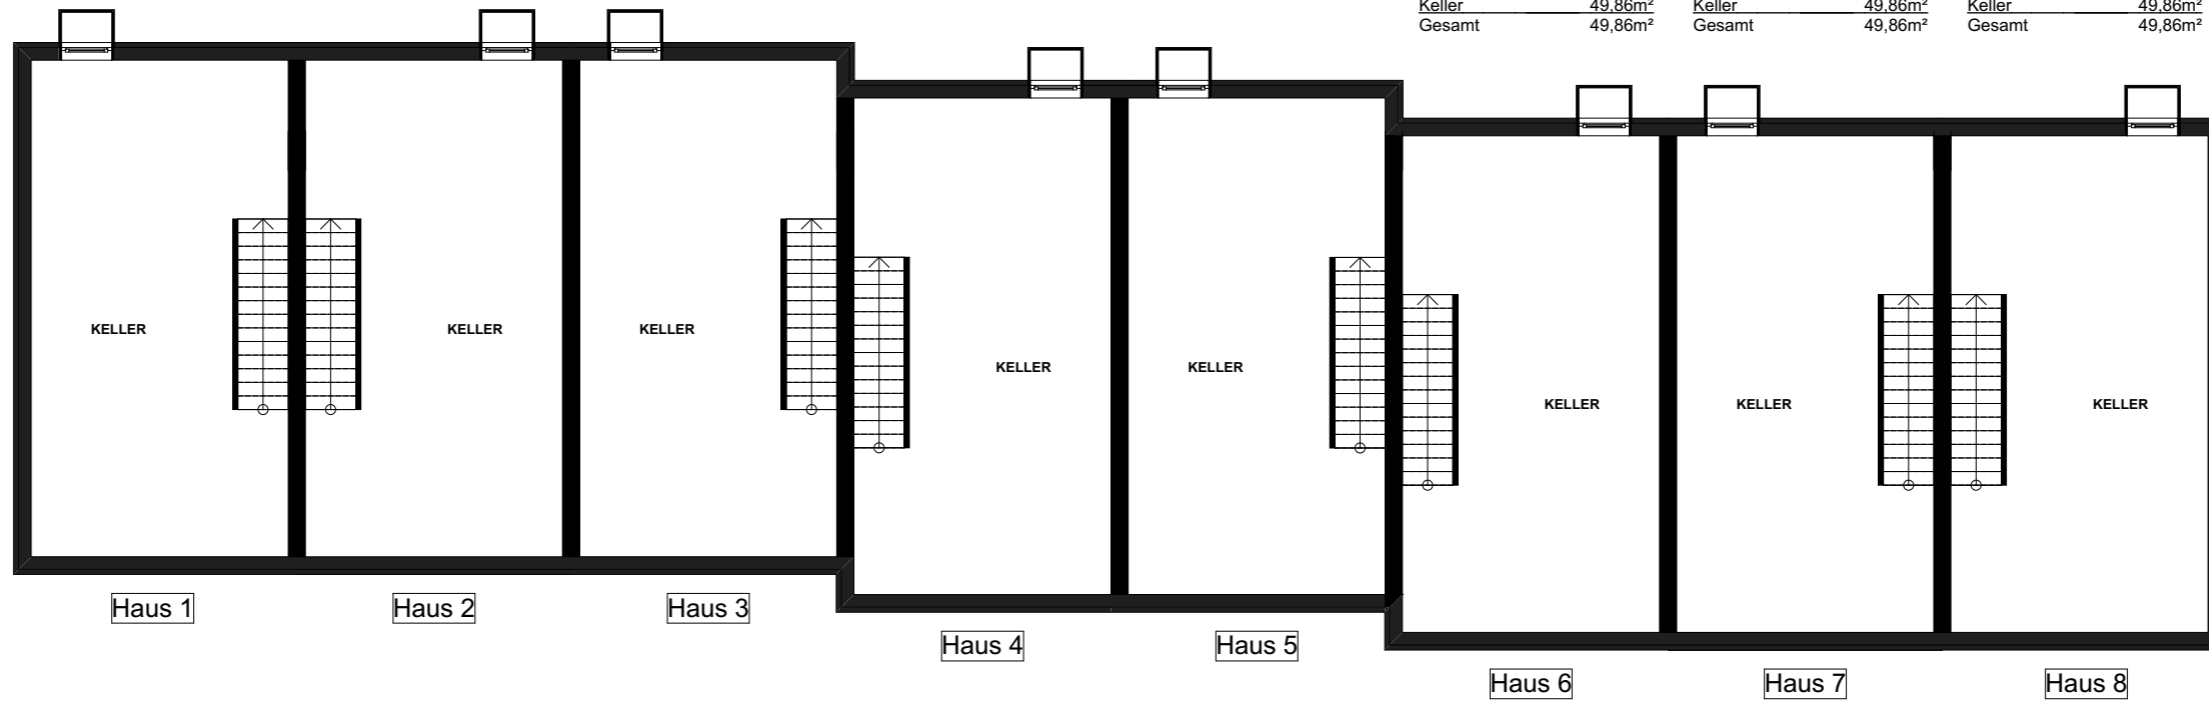 Keller 49,86m² Keller 49,86m² Keller 49,86m²
Gesamt 49,86m² Gesamt 49,86m² Gesamt 49,86m²
KELLER KELLER KELLER
KELLER KELLER
KELLER KELLER KELLER
Haus 1 Haus 2 Haus 3
Haus 4 Haus 5
Haus 6 Haus 7 Haus 8